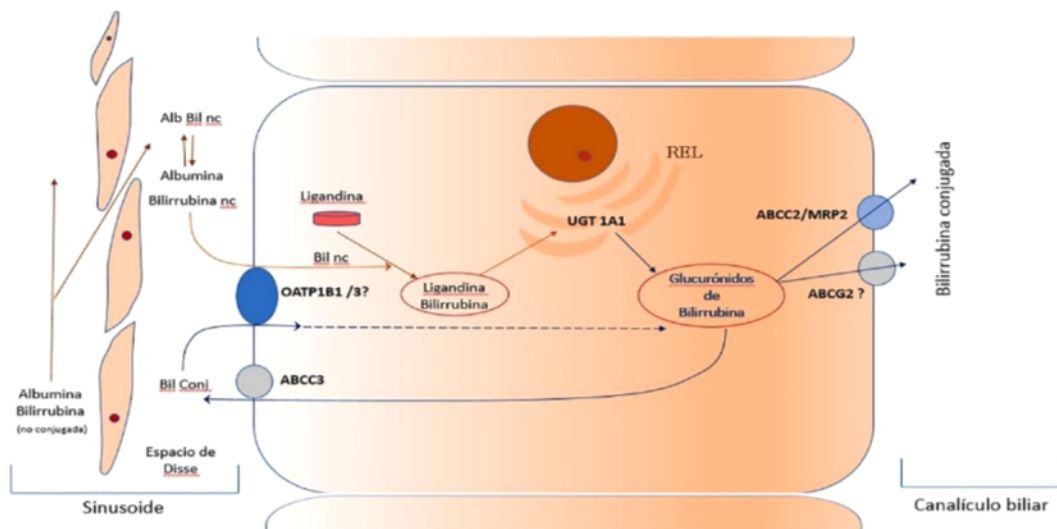 Alb Bil nc
Albumina
Bilirrubina nc
Albumina
Bilirrubina
(no conjugada)
Bil Conj
Espacio de
Disse
Sinusoide
Ligandina
Bil nc
OATP1B1 /3?
ABCC3
Ligandina
Bilirrubina
REL
UGT 1A1
Glucurónidos
de
Bilirrubina
ABCC2/MRP2
ABCG2 ?
Bilirrubina conjugada
Canalículo biliar